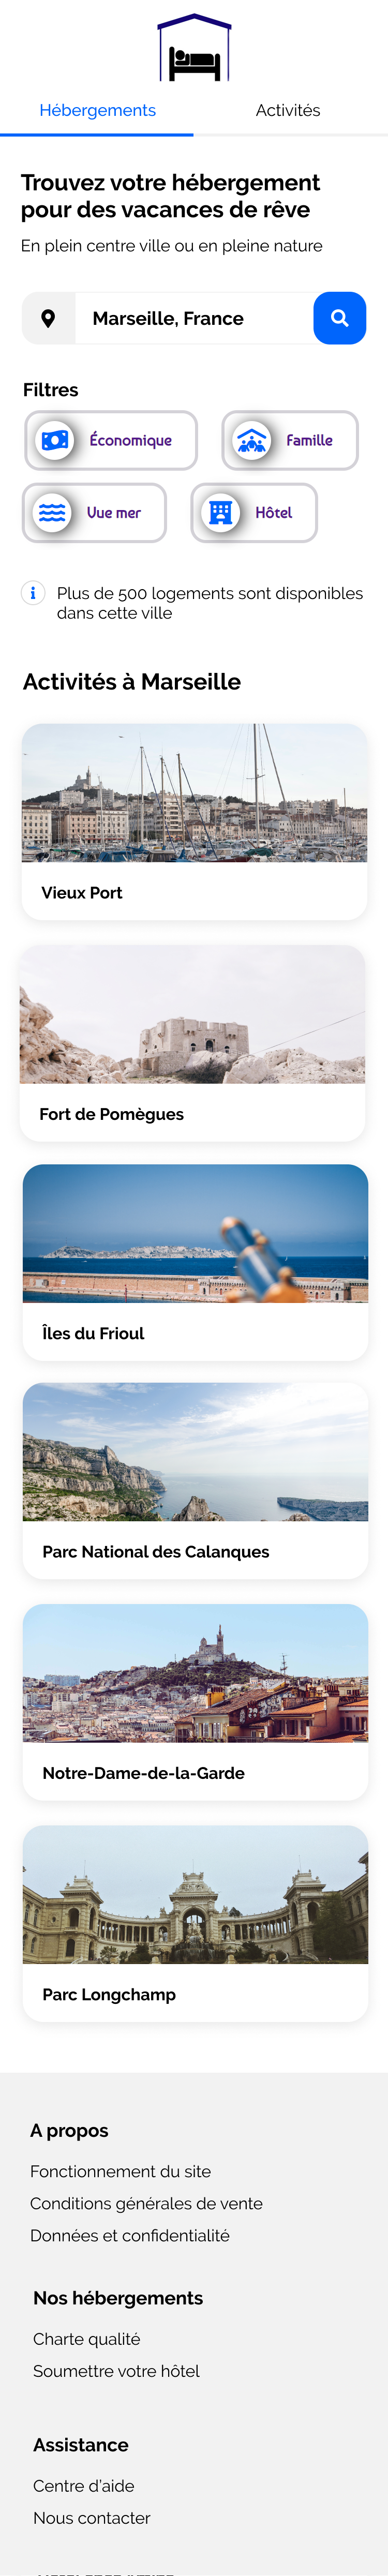 Hébergements
Activités
Trouvez votre hébergement
pour des vacances de rêve
En plein centre ville ou en pleine nature
Marseille, France
Filtres
Économique
Famille
Vue mer
Hôtel
Plus de 500 logements sont disponibles
dans cette ville
Activités à Marseille
Vieux Port
Fort de Pomègues
Îles du Frioul
Parc National des Calanques
Notre-Dame-de-la-Garde
Parc Longchamp
A propos
Fonctionnement du site
Conditions générales de vente
Données et confidentialité
Nos hébergements
Charte qualité
Soumettre votre hôtel
Assistance
Centre d'aide
Nous contacter